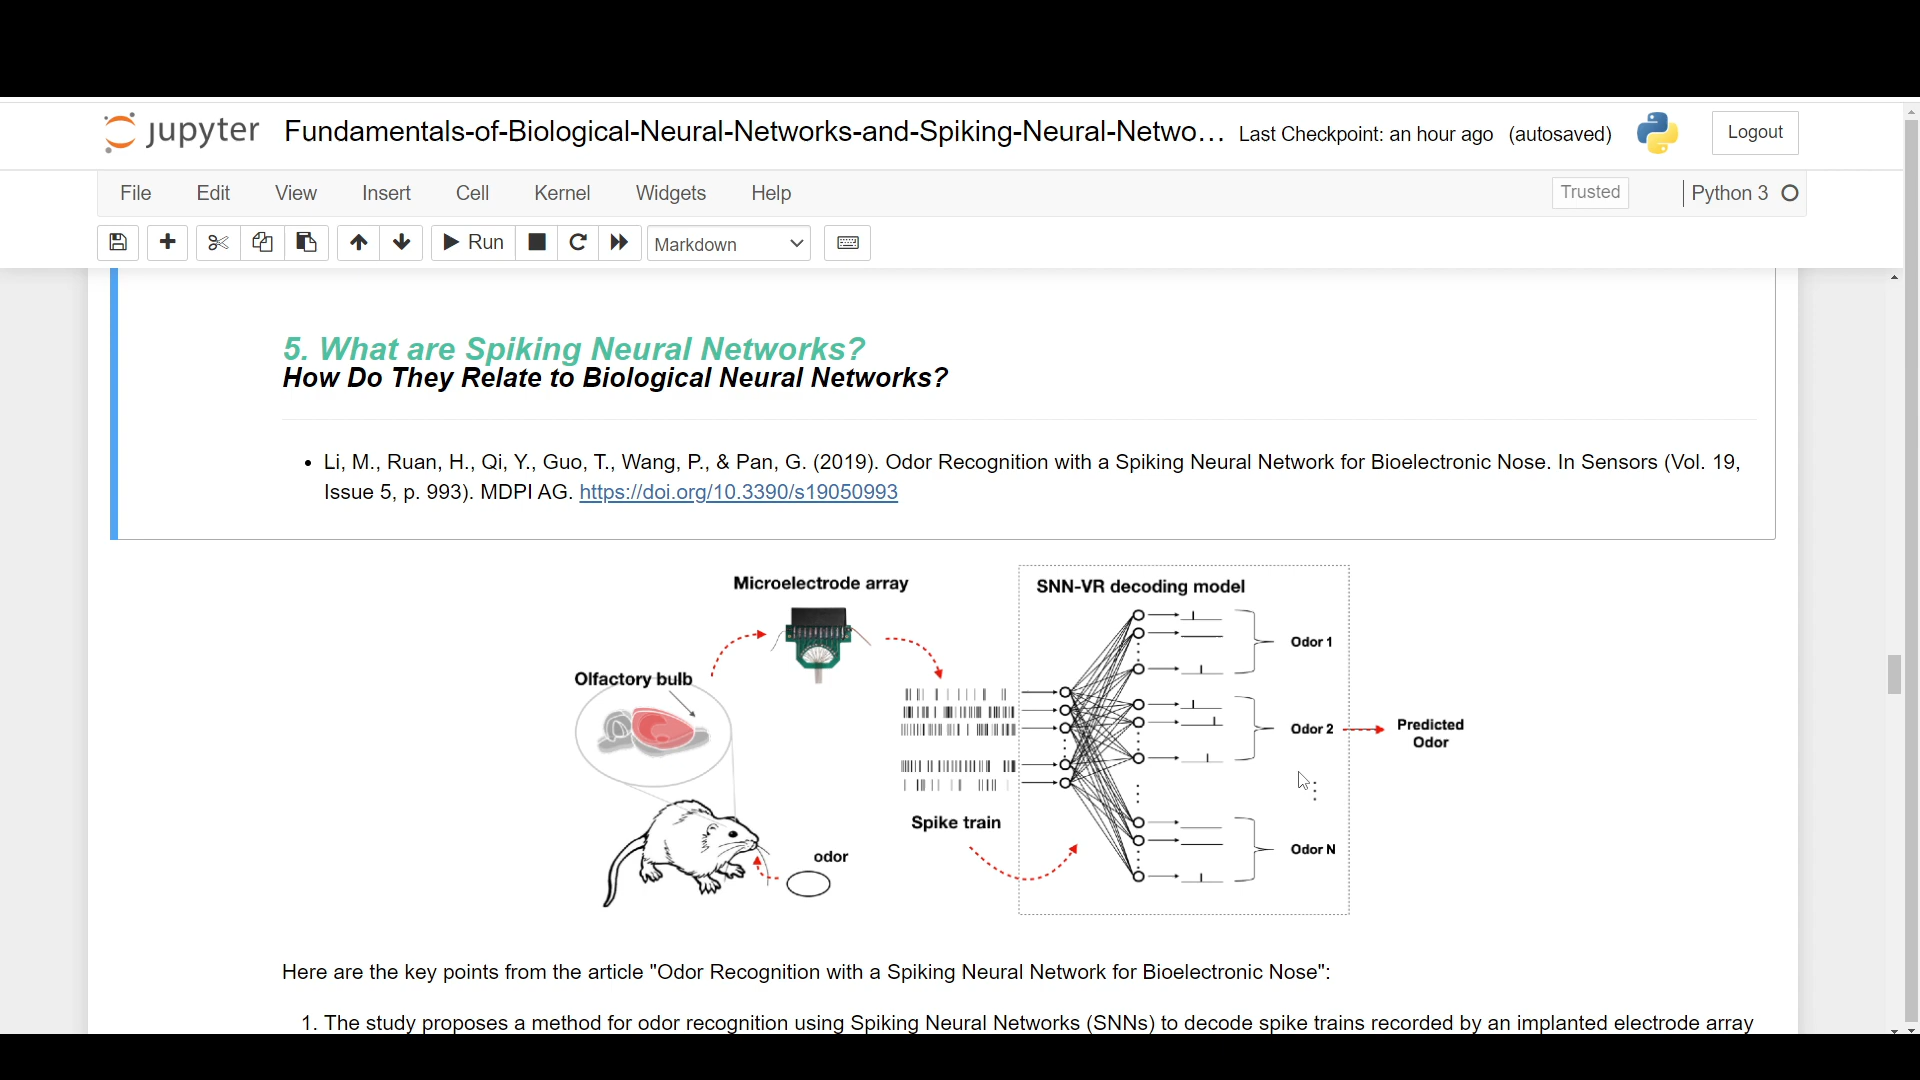 jupyter Fundamentals-of-Biological-Neural-Networks-and-Spiking-Neural-Netwo... Last Checkpoint: an hour ago (autosaved) Logout
File Edit View Insert Cell Kernel Widgets Help Trusted Python 3
Run Markdown
5. What are Spiking Neural Networks?
How Do They Relate to Biological Neural Networks?
• Li, M., Ruan, H., Qi, Y., Guo, T., Wang, P., & Pan, G. (2019). Odor Recognition with a Spiking Neural Network for Bioelectronic Nose. In Sensors (Vol. 19,
Issue 5, p. 993). MDPI AG. https://doi.org/10.3390/s19050993
Microelectrode array
SNN-VR decoding model
Odor 1
Olfactory bulb
Odor 2
Predicted
Odor
Spike train
odor
Odor N
Here are the key points from the article "Odor Recognition with a Spiking Neural Network for Bioelectronic Nose":
1. The study proposes a method for odor recognition using Spiking Neural Networks (SNNs) to decode spike trains recorded by an implanted electrode array